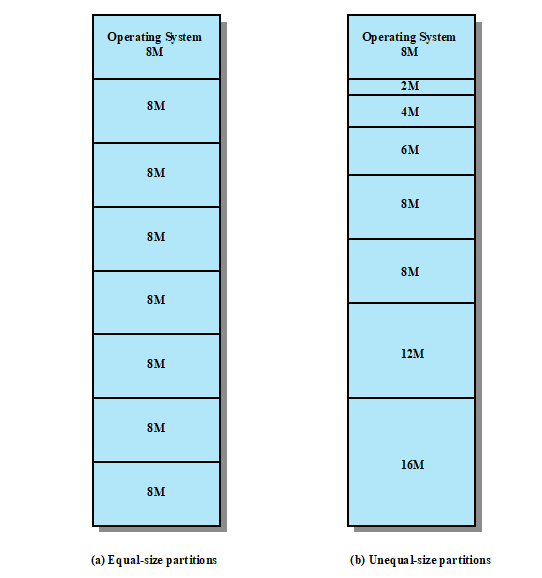 Operating System
8M
8M
8M
8M
8M
8M
8M
8M
(a) Equal-size partitions
Operating System
8M
2M
4M
6M
8M
8M
12M
16M
(b) Unequal-size partitions